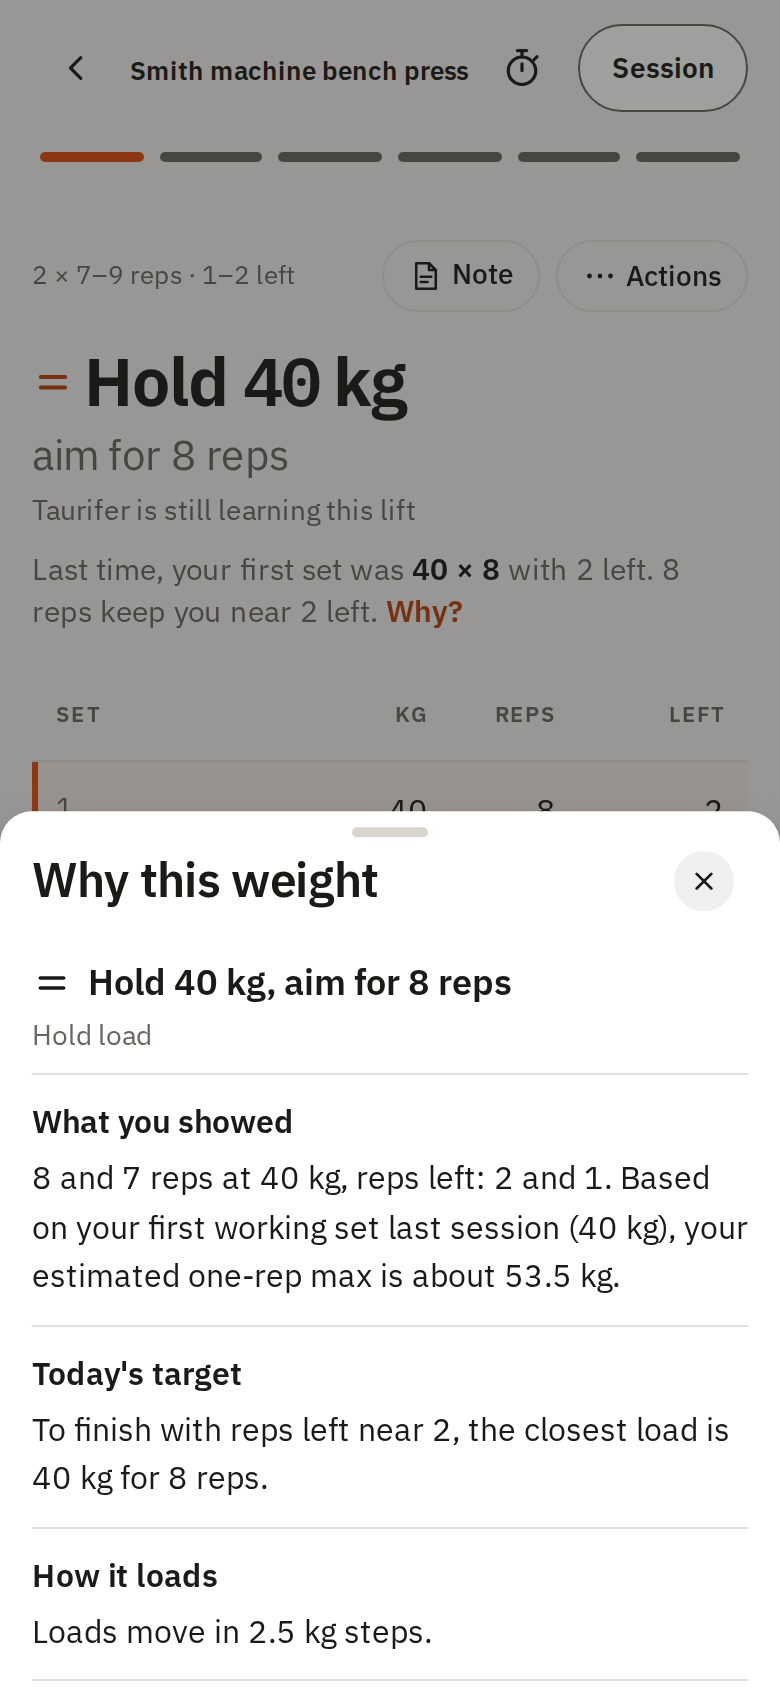 Smith machine bench press
Session
2 × 7–9 reps · 1–2 left
Note
Actions
= Hold 40 kg
aim for 8 reps
Taurifer is still learning this lift
Last time, your first set was 40 × 8 with 2 left. 8
reps keep you near 2 left. Why?
SET KG REPS LEFT
1 40 8 2
Why this weight
= Hold 40 kg, aim for 8 reps
Hold load
What you showed
8 and 7 reps at 40 kg, reps left: 2 and 1. Based
on your first working set last session (40 kg), your
estimated one-rep max is about 53.5 kg.
Today's target
To finish with reps left near 2, the closest load is
40 kg for 8 reps.
How it loads
Loads move in 2.5 kg steps.